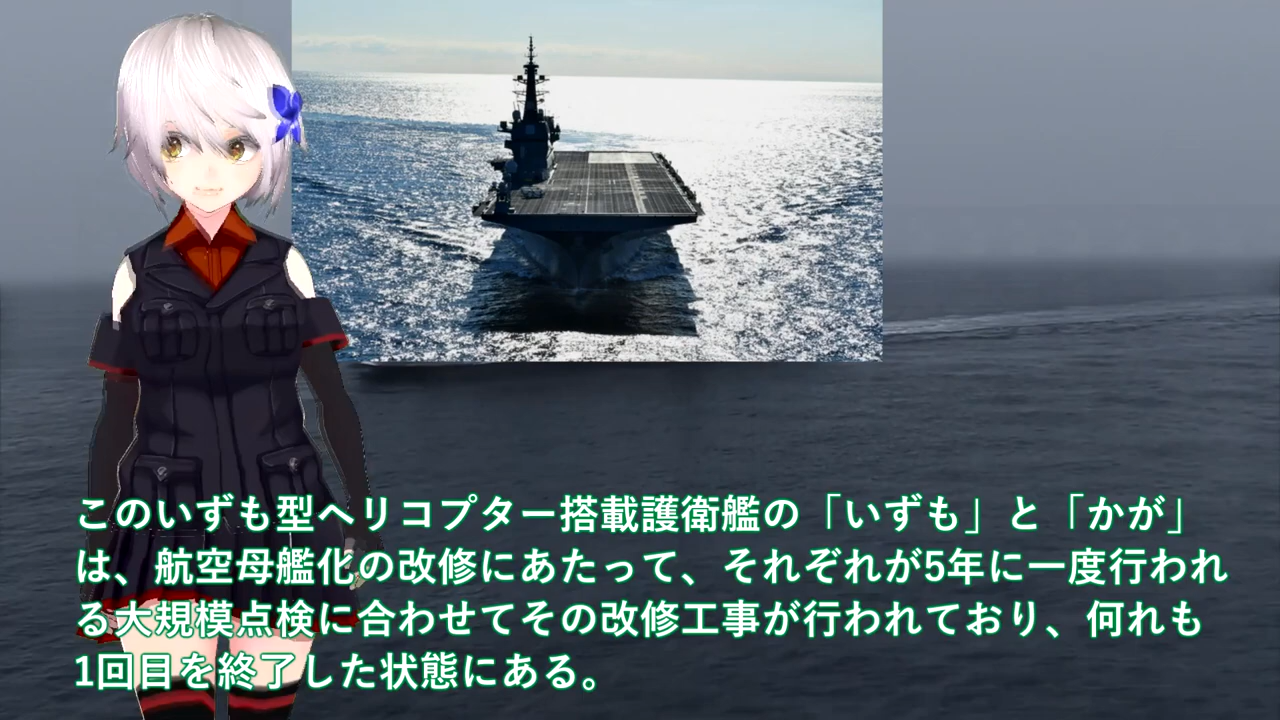 このいずも型ヘリコプター搭載護衛艦の「いずも」と「かが」
は、航空母艦化の改修にあたって、それぞれが5年に一度行われ
る大規模点検に合わせてその改修工事が行われており、何れも
1回目を終了した状態にある。